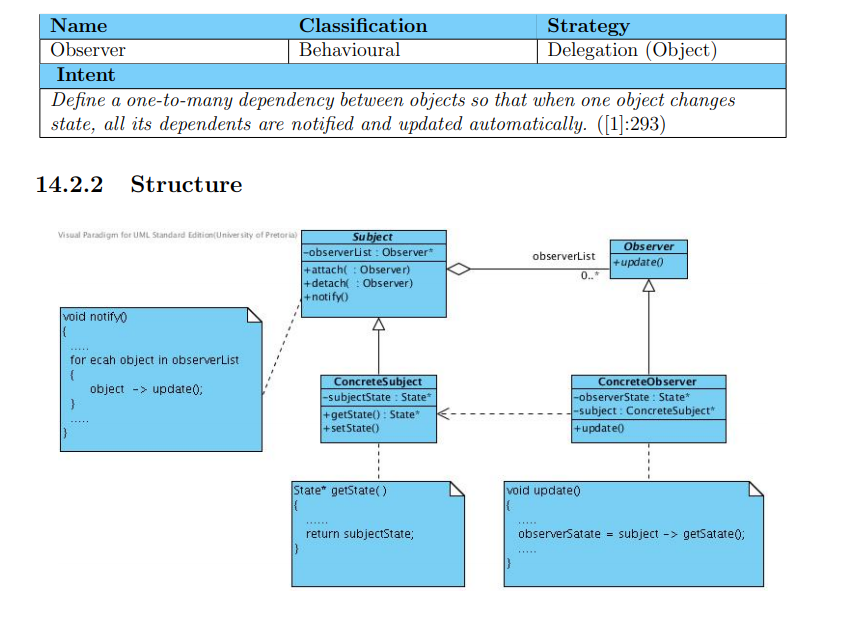 Name Classification Strategy
Observer Behavioural Delegation (Object)
Intent
Define a one-to-many dependency between objects so that when one object changes
state, all its dependents are notified and updated automatically. ([1]:293)
14.2.2 Structure
Visual Paradigm for UML Standard Edition(University of Pretoria)
Subject
-observerList : Observer*
+attach( : Observer)
+detach( : Observer)
+notify()
observerList
0..*
Observer
+update()
void notify()
{
.....
for ecah object in observerList
{
object -> update();
}
.....
}
ConcreteSubject
-subjectState : State*
+getState() : State*
+setState()
ConcreteObserver
-observerState : State*
-subject : ConcreteSubject*
+update()
State* getState( )
{
......
return subjectState;
}
void update()
{
.....
observerSatate = subject -> getSatate();
.....
}